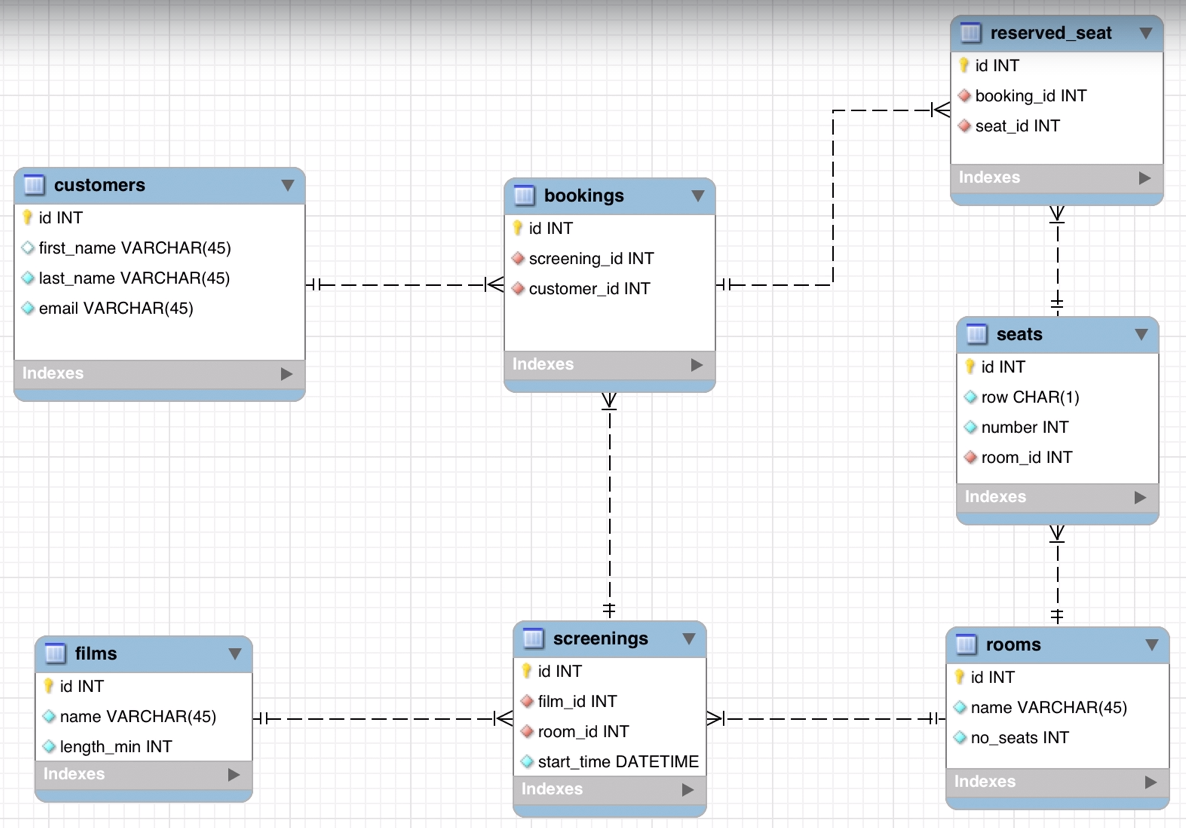 reserved_seat
id INT
booking_id INT
seat_id INT
Indexes
customers
id INT
first_name VARCHAR(45)
last_name VARCHAR(45)
email VARCHAR(45)
Indexes
bookings
id INT
screening_id INT
customer_id INT
Indexes
seats
id INT
row CHAR(1)
number INT
room_id INT
Indexes
films
id INT
name VARCHAR(45)
length_min INT
Indexes
screenings
id INT
film_id INT
room_id INT
start_time DATETIME
Indexes
rooms
id INT
name VARCHAR(45)
no_seats INT
Indexes